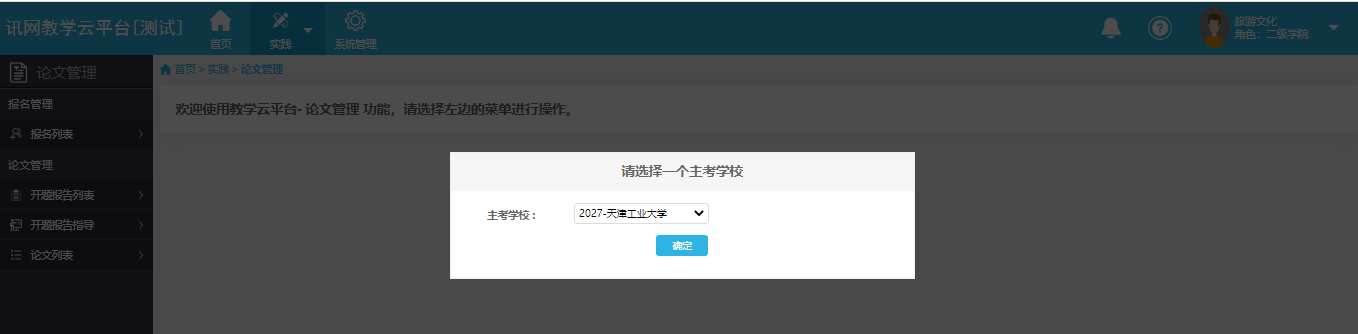 讯网教学云平台[测试]
首页
实践
系统管理
旅游文化
角色：二级学院
论文管理
首页 > 实践 > 论文管理
报名管理
欢迎使用教学云平台- 论文管理 功能，请选择左边的菜单进行操作。
报名列表
论文管理
请选择一个主考学校
开题报告列表
主考学校：
2027-天津工业大学
开题报告指导
确定
论文列表